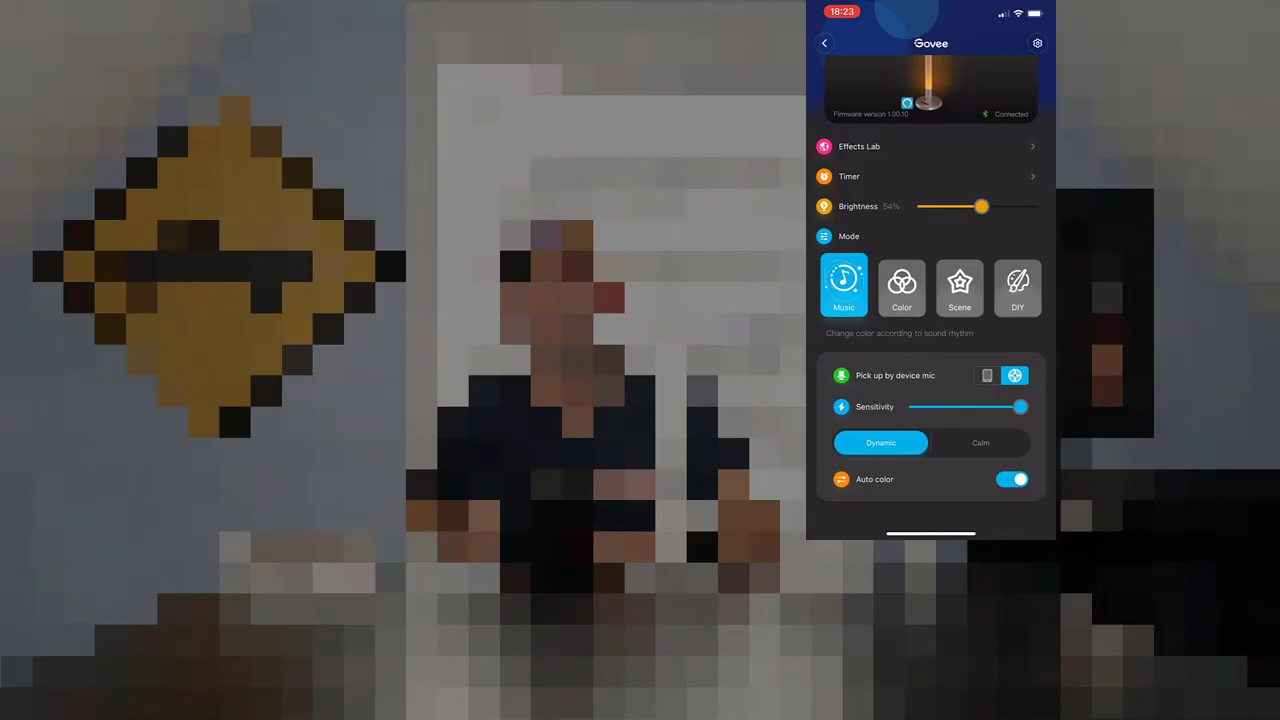 18:23
Govee
Firmware version 1.00.10
Connected
Effects Lab
Timer
Brightness 54%
Mode
Music
Color
Scene
DIY
Change color according to sound rhythm
Pick up by device mic
Sensitivity
Dynamic
Calm
Auto color